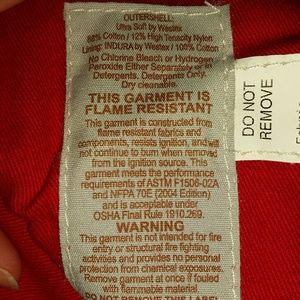 OUTERSHELL:
Ultra Soft by Westex
88% Cotton / 12% High Tenacity Nylon
Lining: INDURA by Westex / 100% Cotton
No Chlorine Bleach or Hydrogen
Peroxide Either Separately or in
Detergents. Detergents Only.
Dry cleanable.
THIS GARMENT IS
FLAME RESISTANT
This garment is constructed from
flame resistant fabrics and
components, resists ignition, and will
not continue to burn when removed
from the ignition source. This
garment meets the performance
requirements of ASTM F1506-02A
and NFPA 70E (2004 Edition)
and is acceptable under
OSHA Final Rule 1910.269.
WARNING
This garment is not intended for fire
entry or structural fire fighting
activities and provides no personal
protection from chemical exposures.
Remove garment at once if fouled
with flammable material.
DO NOT REMOVE THIS LABEL
DO NOT
REMOVE